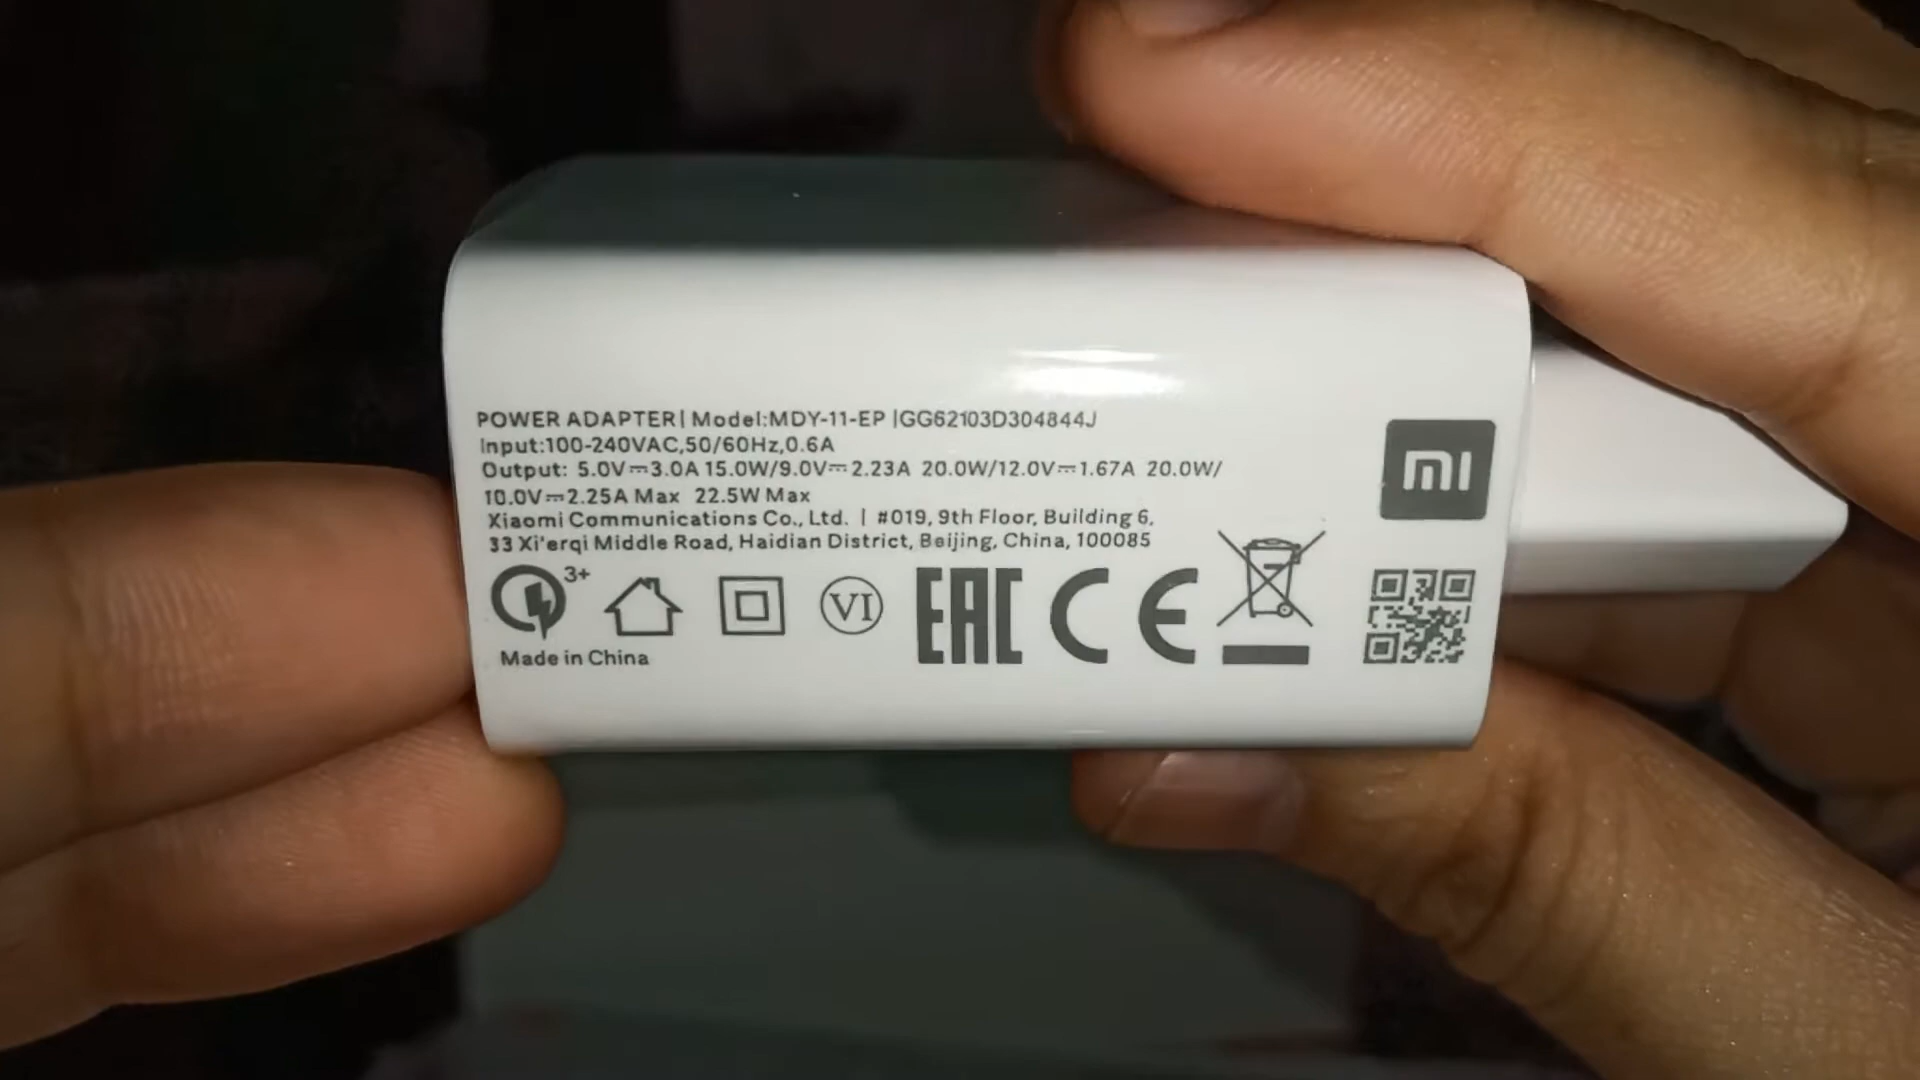 POWER ADAPTER| Model:MDY-11-EP |GG62103D304844J
Input:100-240VAC,50/60Hz,0.6A
Output: 5.0V⎓3.0A 15.0W/9.0V⎓2.23A 20.0W/12.0V⎓1.67A 20.0W/
10.0V⎓2.25A Max 22.5W Max
Xiaomi Communications Co., Ltd. | #019, 9th Floor, Building 6,
33 Xi'erqi Middle Road, Haidian District, Beijing, China, 100085
mi
3+
VI
EAC CE
Made in China